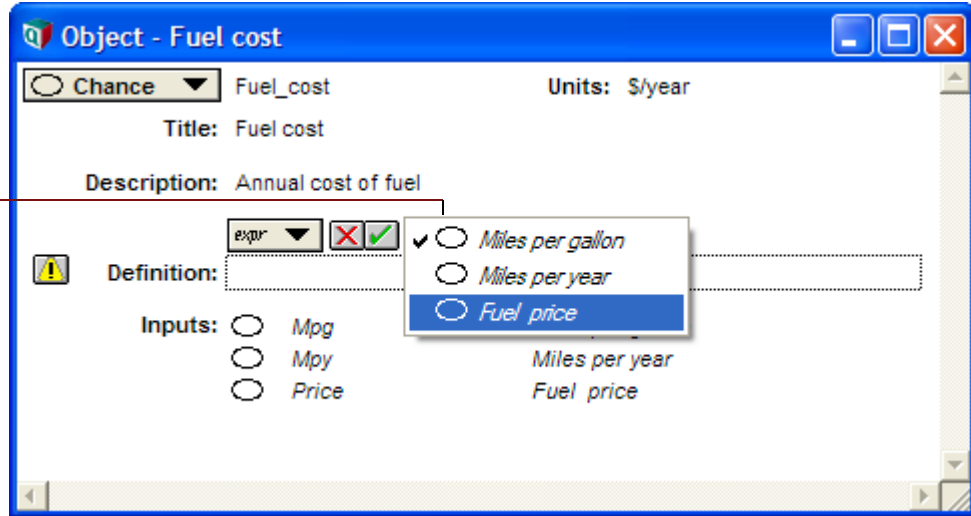 Object - Fuel cost
Chance Fuel_cost Units: $/year
Title: Fuel cost
Description: Annual cost of fuel
expr Miles per gallon
Miles per year
Definition:
Fuel price
Inputs: Mpg
Mpy Miles per year
Price Fuel price